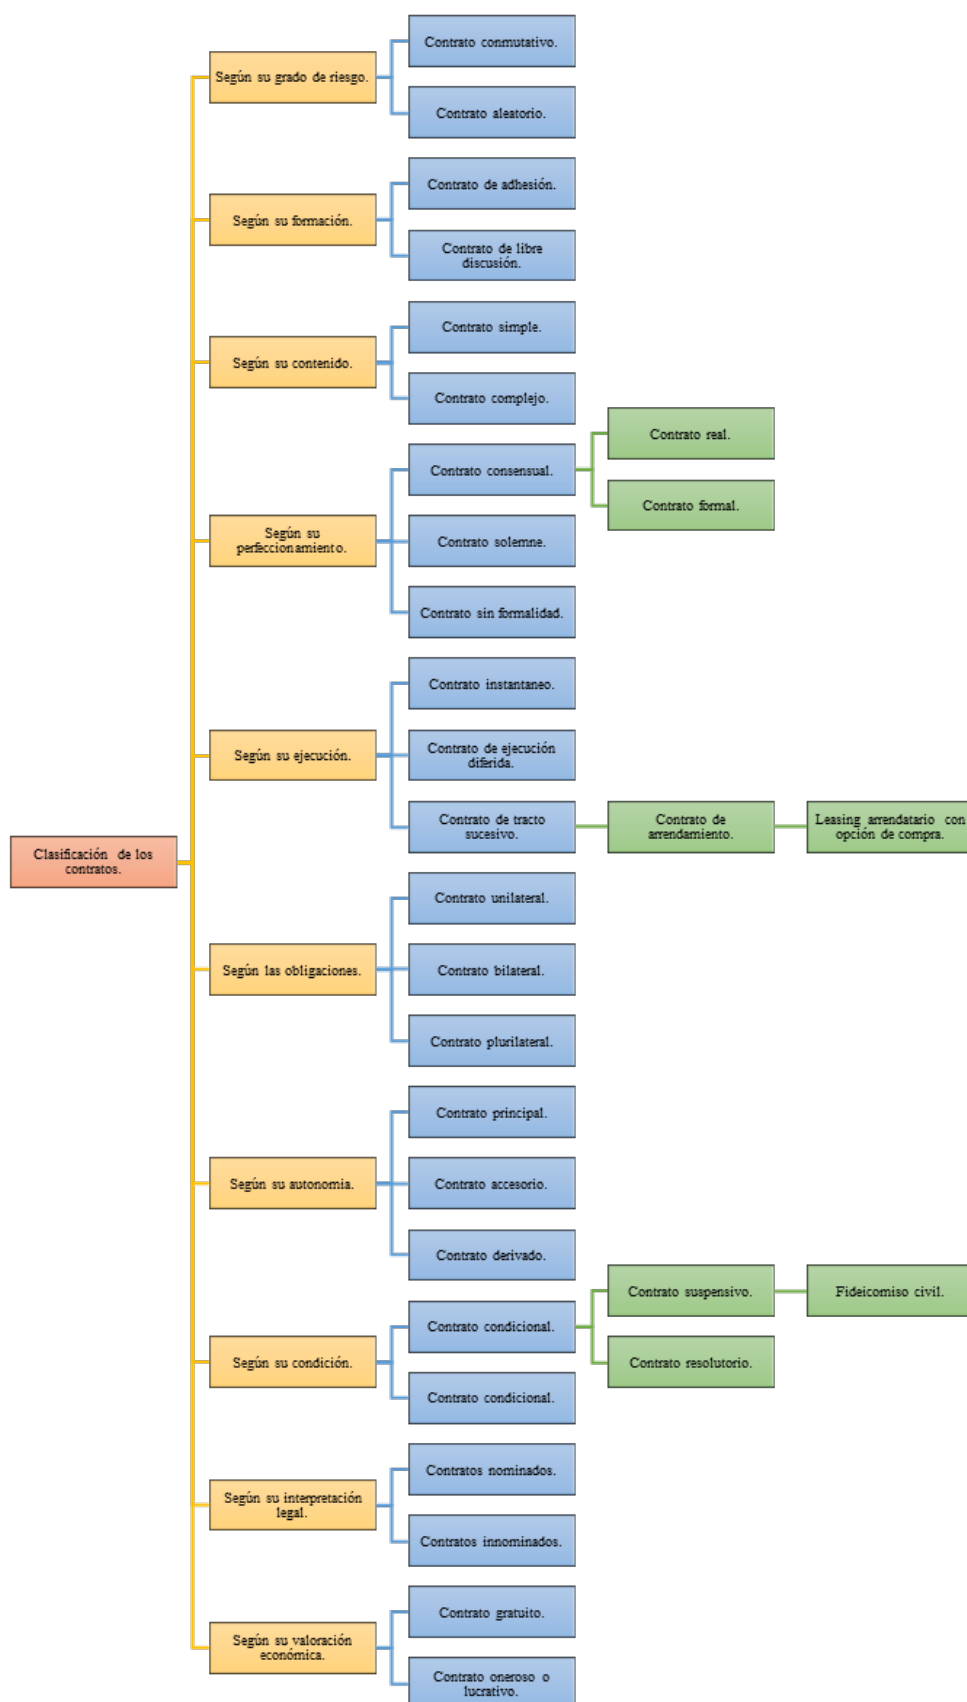 Clasificación de los
contratos.
Según su grado de riesgo.
Contrato conmutativo.
Contrato aleatorio.
Según su formación.
Contrato de adhesión.
Contrato de libre
discusión.
Según su contenido.
Contrato simple.
Contrato complejo.
Según su
perfeccionamiento.
Contrato consensual.
Contrato real.
Contrato formal.
Contrato solemne.
Contrato sin formalidad.
Según su ejecución.
Contrato instantaneo.
Contrato de ejecución
diferida.
Contrato de tracto
sucesivo.
Contrato de
arrendamiento.
Leasing arrendatario con
opción de compra.
Según las obligaciones.
Contrato unilateral.
Contrato bilateral.
Contrato plurilateral.
Según su autonomia.
Contrato principal.
Contrato accesorio.
Contrato derivado.
Según su condición.
Contrato condicional.
Contrato suspensivo.
Fideicomiso civil.
Contrato resolutorio.
Contrato condicional.
Según su interpretación
legal.
Contratos nominados.
Contratos innominados.
Según su valoración
económica.
Contrato gratuito.
Contrato oneroso o
lucrativo.